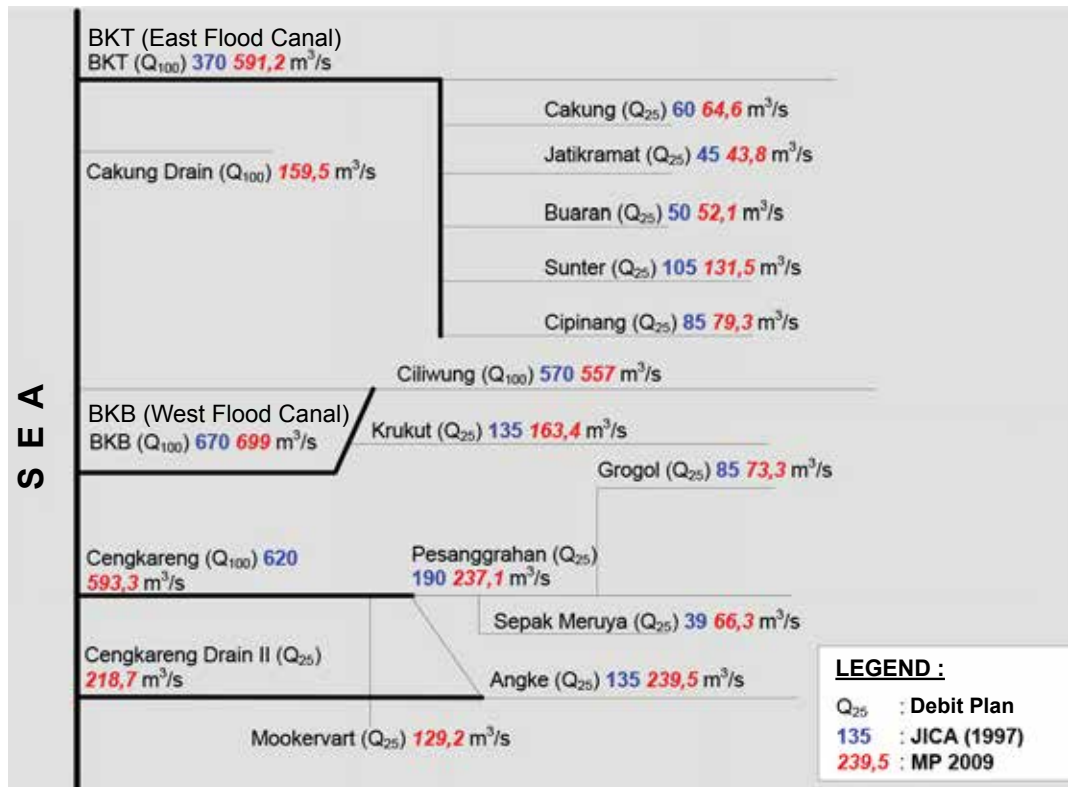 BKT (East Flood Canal)
BKT (Q₁₀₀) 370 591,2 m³/s
Cakung (Q₂₅) 60 64,6 m³/s
Cakung Drain (Q₁₀₀) 159,5 m³/s
Jatikramat (Q₂₅) 45 43,8 m³/s
Buaran (Q₂₅) 50 52,1 m³/s
Sunter (Q₂₅) 105 131,5 m³/s
Cipinang (Q₂₅) 85 79,3 m³/s
SEA
Ciliwung (Q₁₀₀) 570 557 m³/s
BKB (West Flood Canal)
BKB (Q₁₀₀) 670 699 m³/s
Krukut (Q₂₅) 135 163,4 m³/s
Grogol (Q₂₅) 85 73,3 m³/s
Cengkareng (Q₁₀₀) 620
593,3 m³/s
Pesanggrahan (Q₂₅)
190 237,1 m³/s
Sepak Meruya (Q₂₅) 39 66,3 m³/s
Cengkareng Drain II (Q₂₅)
218,7 m³/s
Angke (Q₂₅) 135 239,5 m³/s
Mookervart (Q₂₅) 129,2 m³/s
LEGEND :
Q₂₅ : Debit Plan
135 : JICA (1997)
239,5 : MP 2009